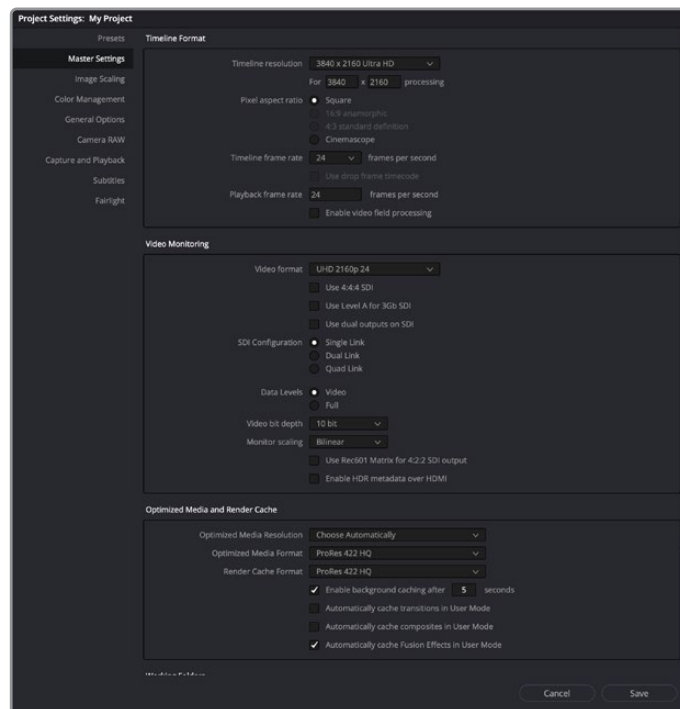 Project Settings: My Project
Presets
Master Settings
Image Scaling
Color Management
General Options
Camera RAW
Capture and Playback
Subtitles
Fairlight
Timeline Format
Timeline resolution 3840 x 2160 Ultra HD
For 3840 x 2160 processing
Pixel aspect ratio Square
16:9 anamorphic
4:3 standard definition
Cinemascope
Timeline frame rate 24 frames per second
Use drop frame timecode
Playback frame rate 24 frames per second
Enable video field processing
Video Monitoring
Video format UHD 2160p 24
Use 4:4:4 SDI
Use Level A for 3Gb SDI
Use dual outputs on SDI
SDI Configuration Single Link
Dual Link
Quad Link
Data Levels Video
Full
Video bit depth 10 bit
Monitor scaling Bilinear
Use Rec601 Matrix for 4:2:2 SDI output
Enable HDR metadata over HDMI
Optimized Media and Render Cache
Optimized Media Resolution Choose Automatically
Optimized Media Format ProRes 422 HQ
Render Cache Format ProRes 422 HQ
Enable background caching after 5 seconds
Automatically cache transitions in User Mode
Automatically cache composites in User Mode
Automatically cache Fusion Effects in User Mode
Working Folders
Cancel Save